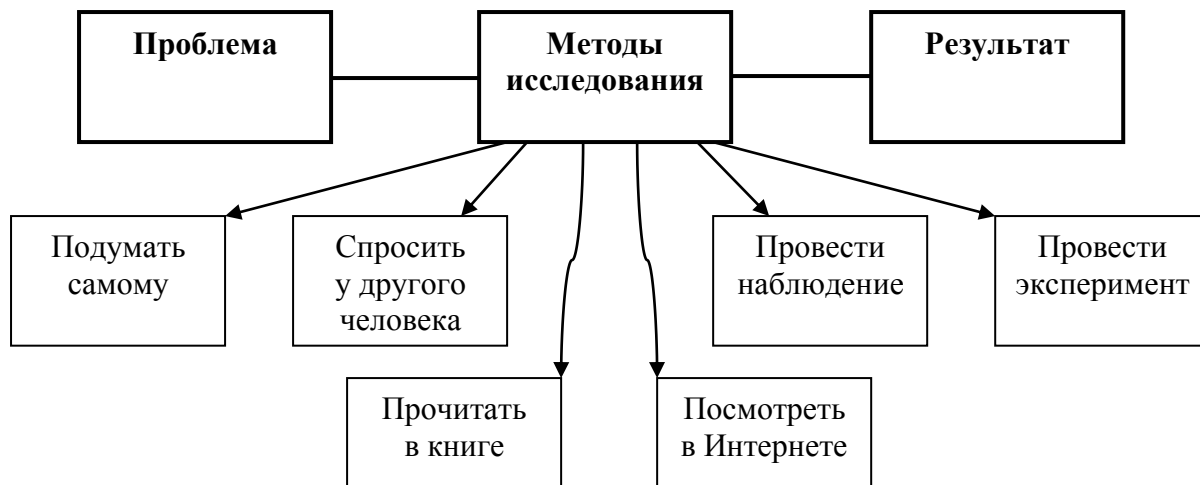 Проблема
Методы
исследования
Результат
Подумать
самому
Спросить
у другого
человека
Провести
наблюдение
Провести
эксперимент
Прочитать
в книге
Посмотреть
в Интернете